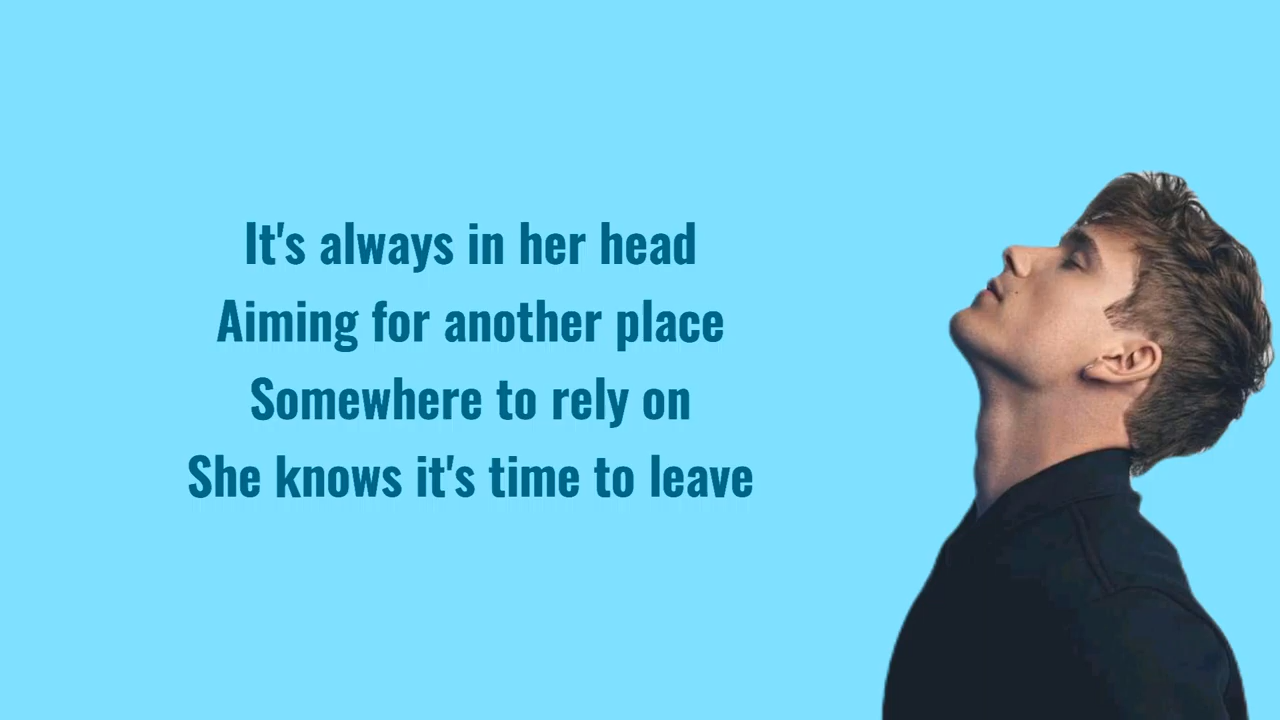 It's always in her head
Aiming for another place
Somewhere to rely on
She knows it's time to leave